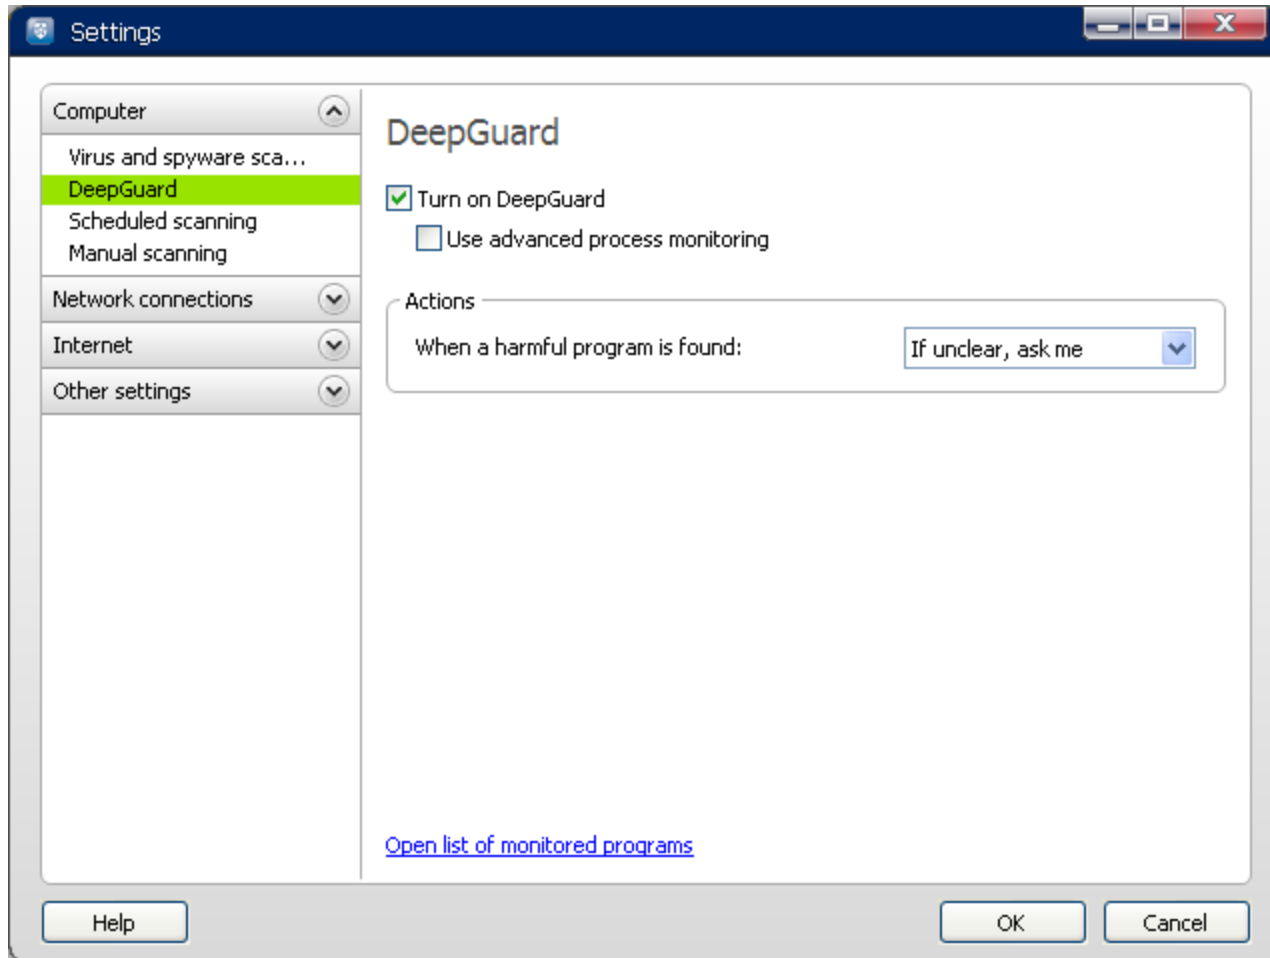 Settings
Computer
Virus and spyware sca...
DeepGuard
Scheduled scanning
Manual scanning
Network connections
Internet
Other settings
DeepGuard
Turn on DeepGuard
Use advanced process monitoring
Actions
When a harmful program is found:
If unclear, ask me
Open list of monitored programs
Help
OK
Cancel